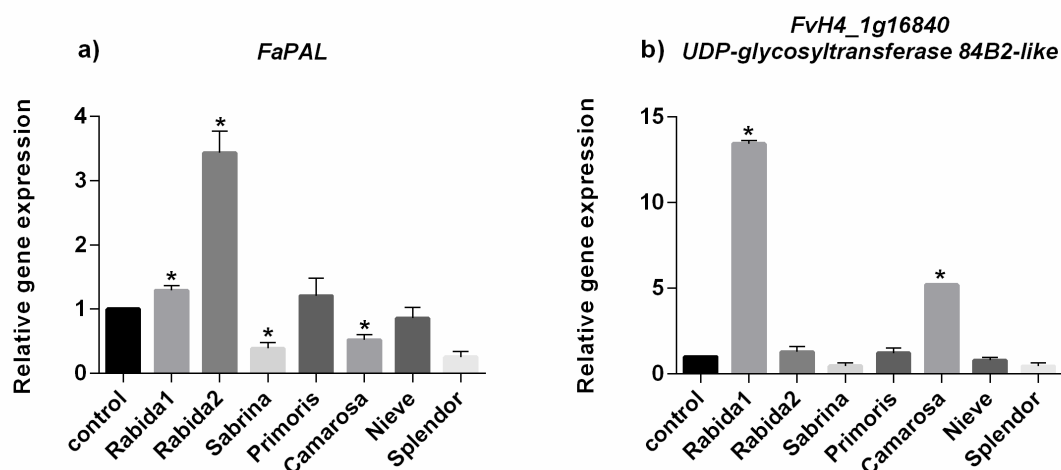 a)
FaPAL
Relative gene expression
4
3
2
1
0
*
*
*
*
control
Rabida1
Rabida2
Sabrina
Primoris
Camarosa
Nieve
Splendor
b)
FvH4_1g16840
UDP-glycosyltransferase 84B2-like
Relative gene expression
15
10
5
0
*
*
control
Rabida1
Rabida2
Sabrina
Primoris
Camarosa
Nieve
Splendor